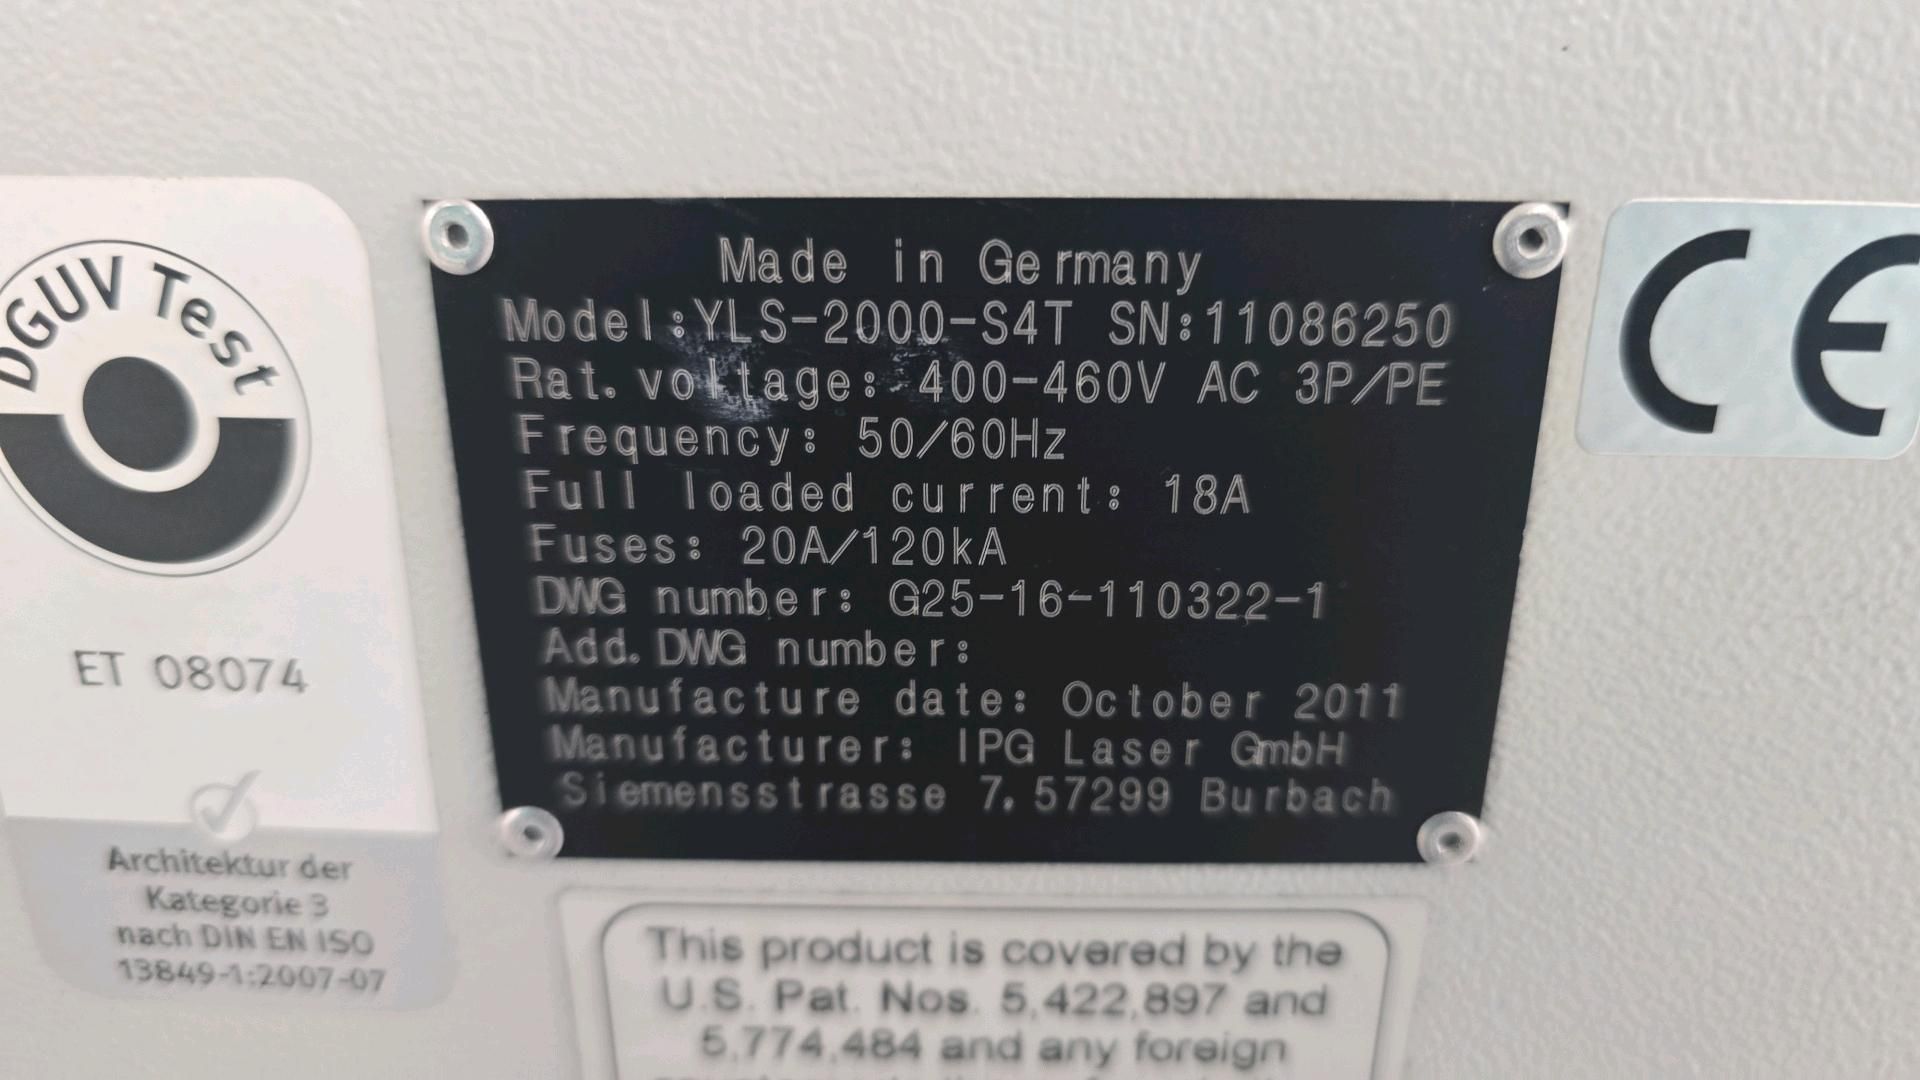 DGUV Test
ET 08074
Architektur der
Kategorie 3
nach DIN EN ISO
13849-1:2007-07
Made in Germany
Model:YLS-2000-S4T SN:11086250
Rat. voltage: 400-460V AC 3P/PE
Frequency: 50/60Hz
Full loaded current: 18A
Fuses: 20A/120kA
DWG number: G25-16-110322-1
Add. DWG number:
Manufacture date: October 2011
Manufacturer: IPG Laser GmbH
Siemensstrasse 7, 57299 Burbach
CE
This product is covered by the
U.S. Pat. Nos. 5,422,897 and
5,774,484 and any foreign